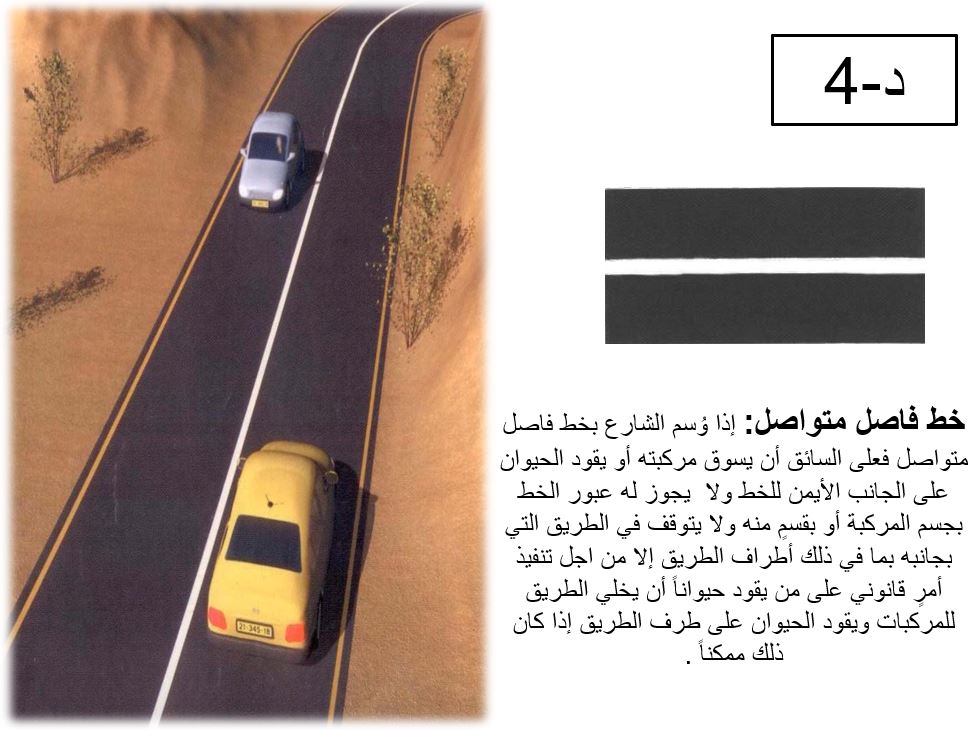 د-4
خط فاصل متواصل: إذا وُسم الشارع بخط فاصل
متواصل فعلى السائق أن يسوق مركبته أو يقود الحيوان
على الجانب الأيمن للخط ولا يجوز له عبور الخط
بجسم المركبة أو بقسمٍ منه ولا يتوقف في الطريق التي
بجانبه بما في ذلك أطراف الطريق إلا من اجل تنفيذ
أمرٍ قانوني على من يقود حيواناً أن يخلي الطريق
للمركبات ويقود الحيوان على طرف الطريق إذا كان
ذلك ممكناً .
21-345-18